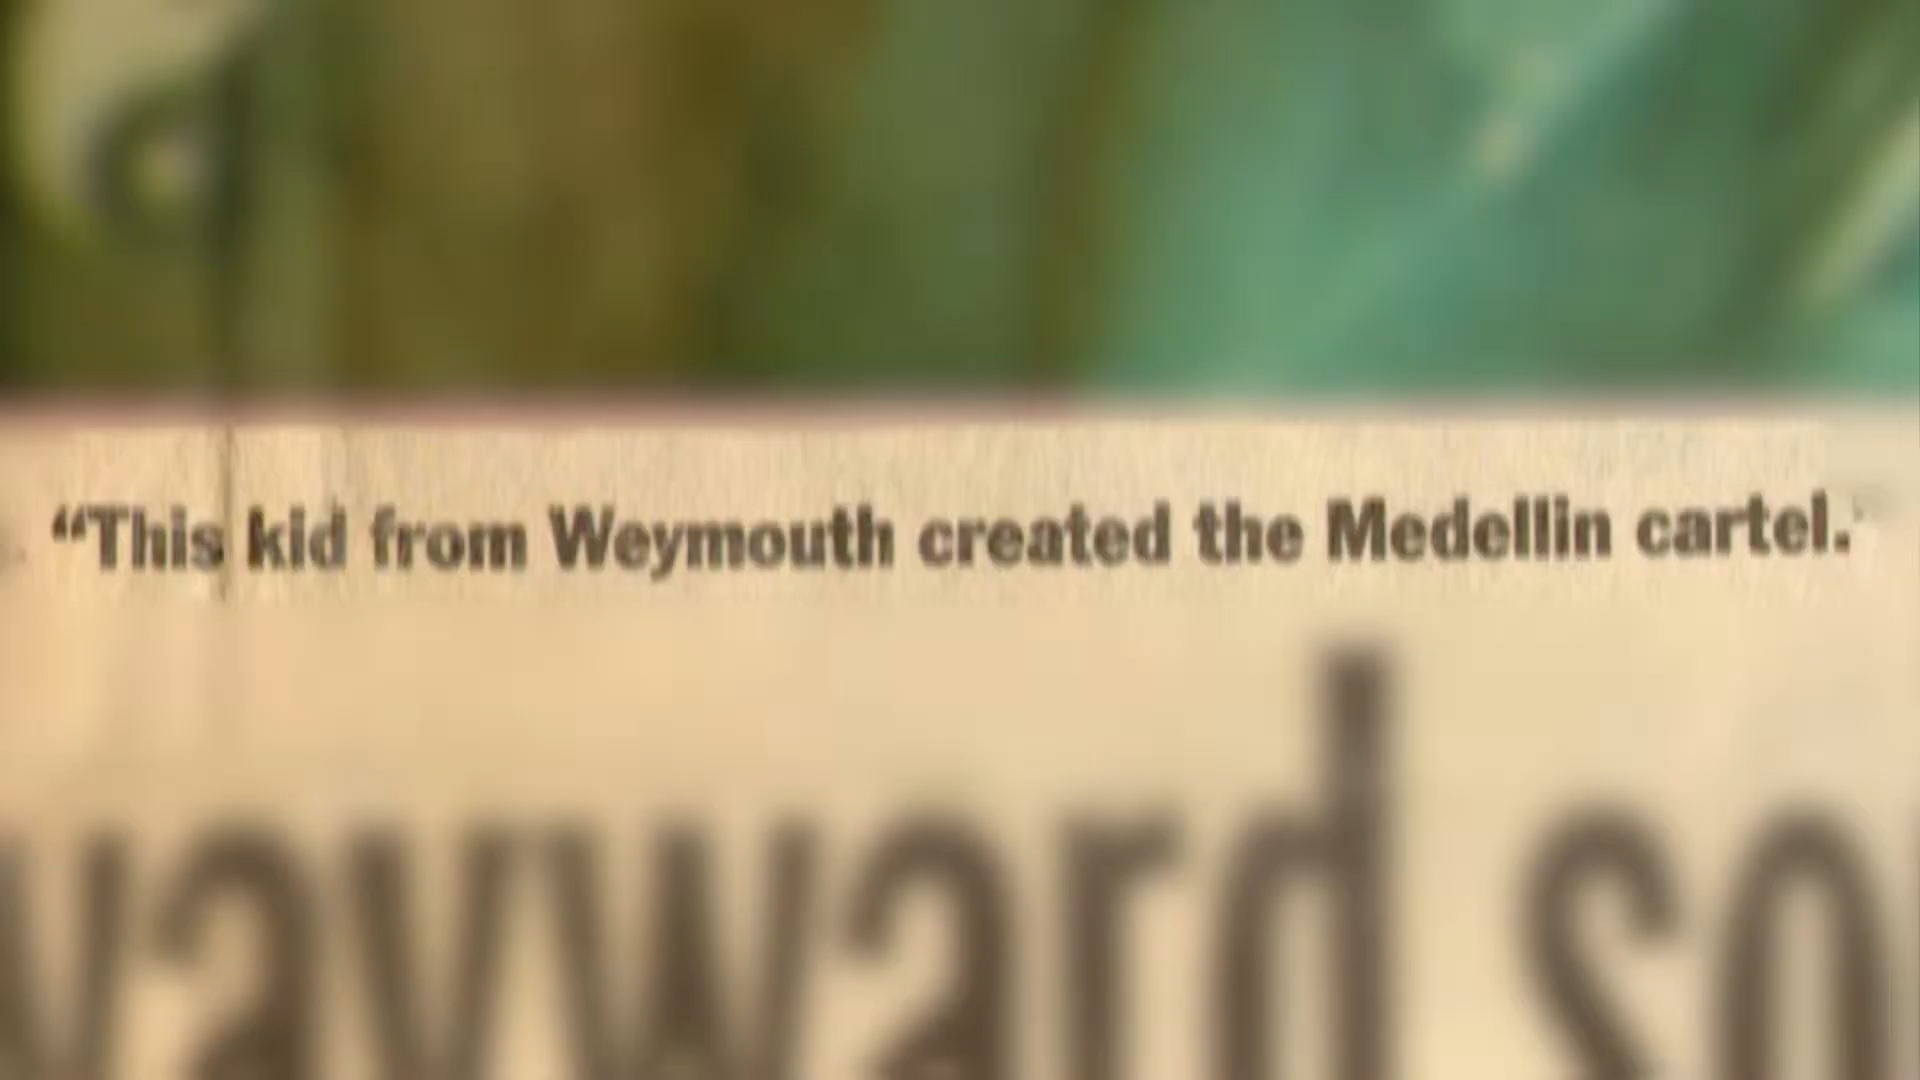 “This kid from Weymouth created the Medellin cartel.
wayward so